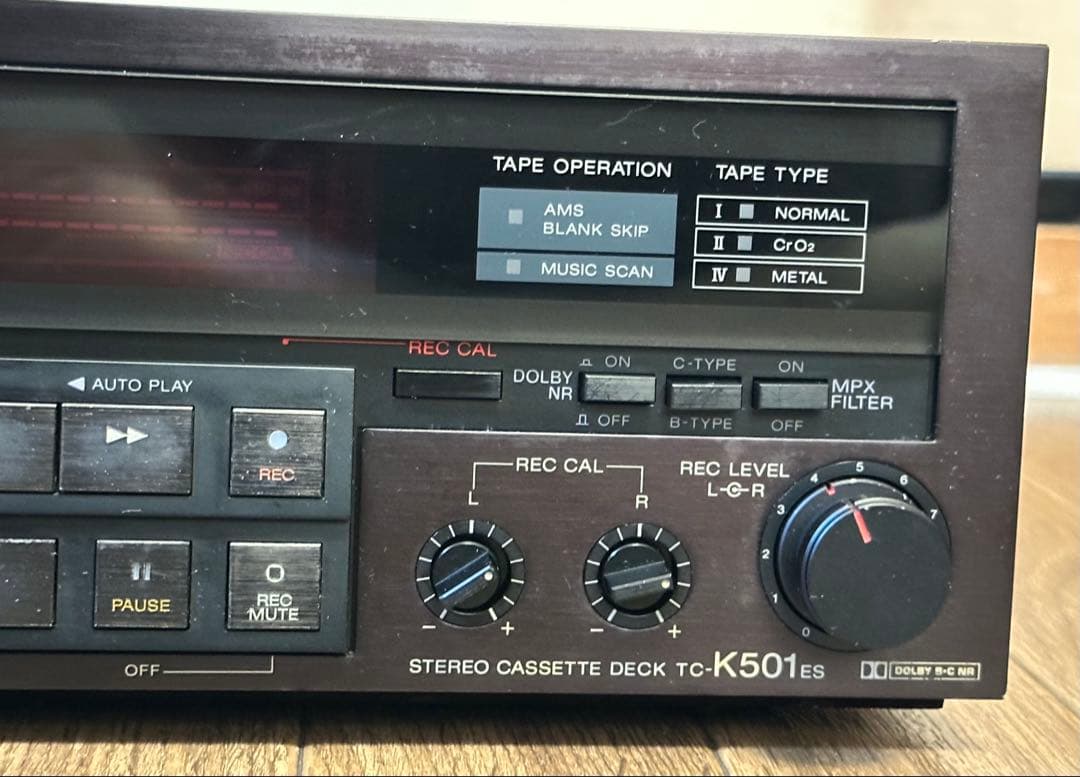 TAPE OPERATION
AMS
BLANK SKIP
MUSIC SCAN
TAPE TYPE
I NORMAL
II CrO2
IV METAL
REC CAL
DOLBY NR
ON
OFF
C-TYPE
B-TYPE
ON
OFF
MPX FILTER
◀ AUTO PLAY
REC
PAUSE
REC MUTE
OFF
REC CAL
L
R
− +
− +
REC LEVEL
L R
0 1 2 3 4 5 6 7
STEREO CASSETTE DECK TC-K501ES
DOLBY B-C NR